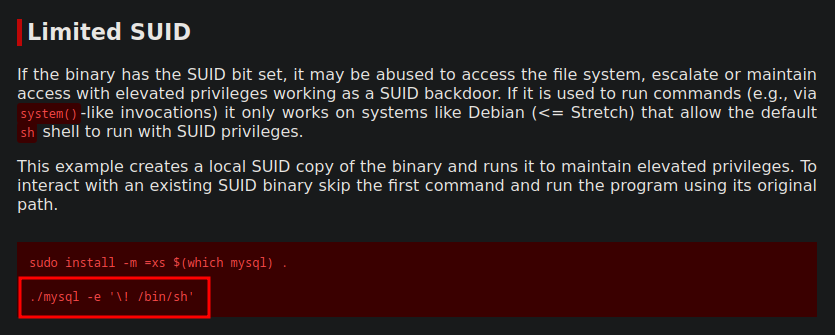 Limited SUID
If the binary has the SUID bit set, it may be abused to access the file system, escalate or maintain
access with elevated privileges working as a SUID backdoor. If it is used to run commands (e.g., via
system()-like invocations) it only works on systems like Debian (<= Stretch) that allow the default
sh shell to run with SUID privileges.
This example creates a local SUID copy of the binary and runs it to maintain elevated privileges. To
interact with an existing SUID binary skip the first command and run the program using its original
path.
sudo install -m =xs $(which mysql) .
./mysql -e '\! /bin/sh'